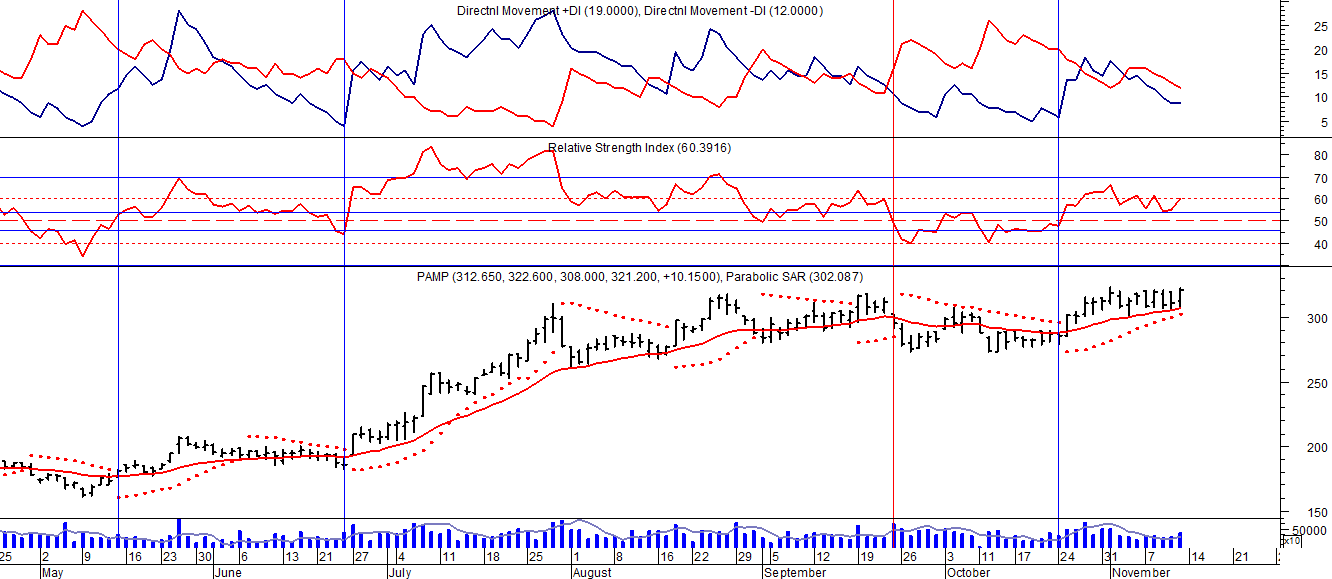 Directnl Movement +DI (19.0000), Directnl Movement -DI (12.0000)
25
20
15
10
5
Relative Strength Index (60.3916)
80
70
60
50
40
PAMP (312.650, 322.600, 308.000, 321.200, +10.1500), Parabolic SAR (302.087)
300
250
200
150
50000
x10
25 2 9 16 23 30 6 13 21 27 4 11 18 25 1 8 16 22 29 5 12 19 26 3 11 17 24 31 7 14 21
May June July August September October November